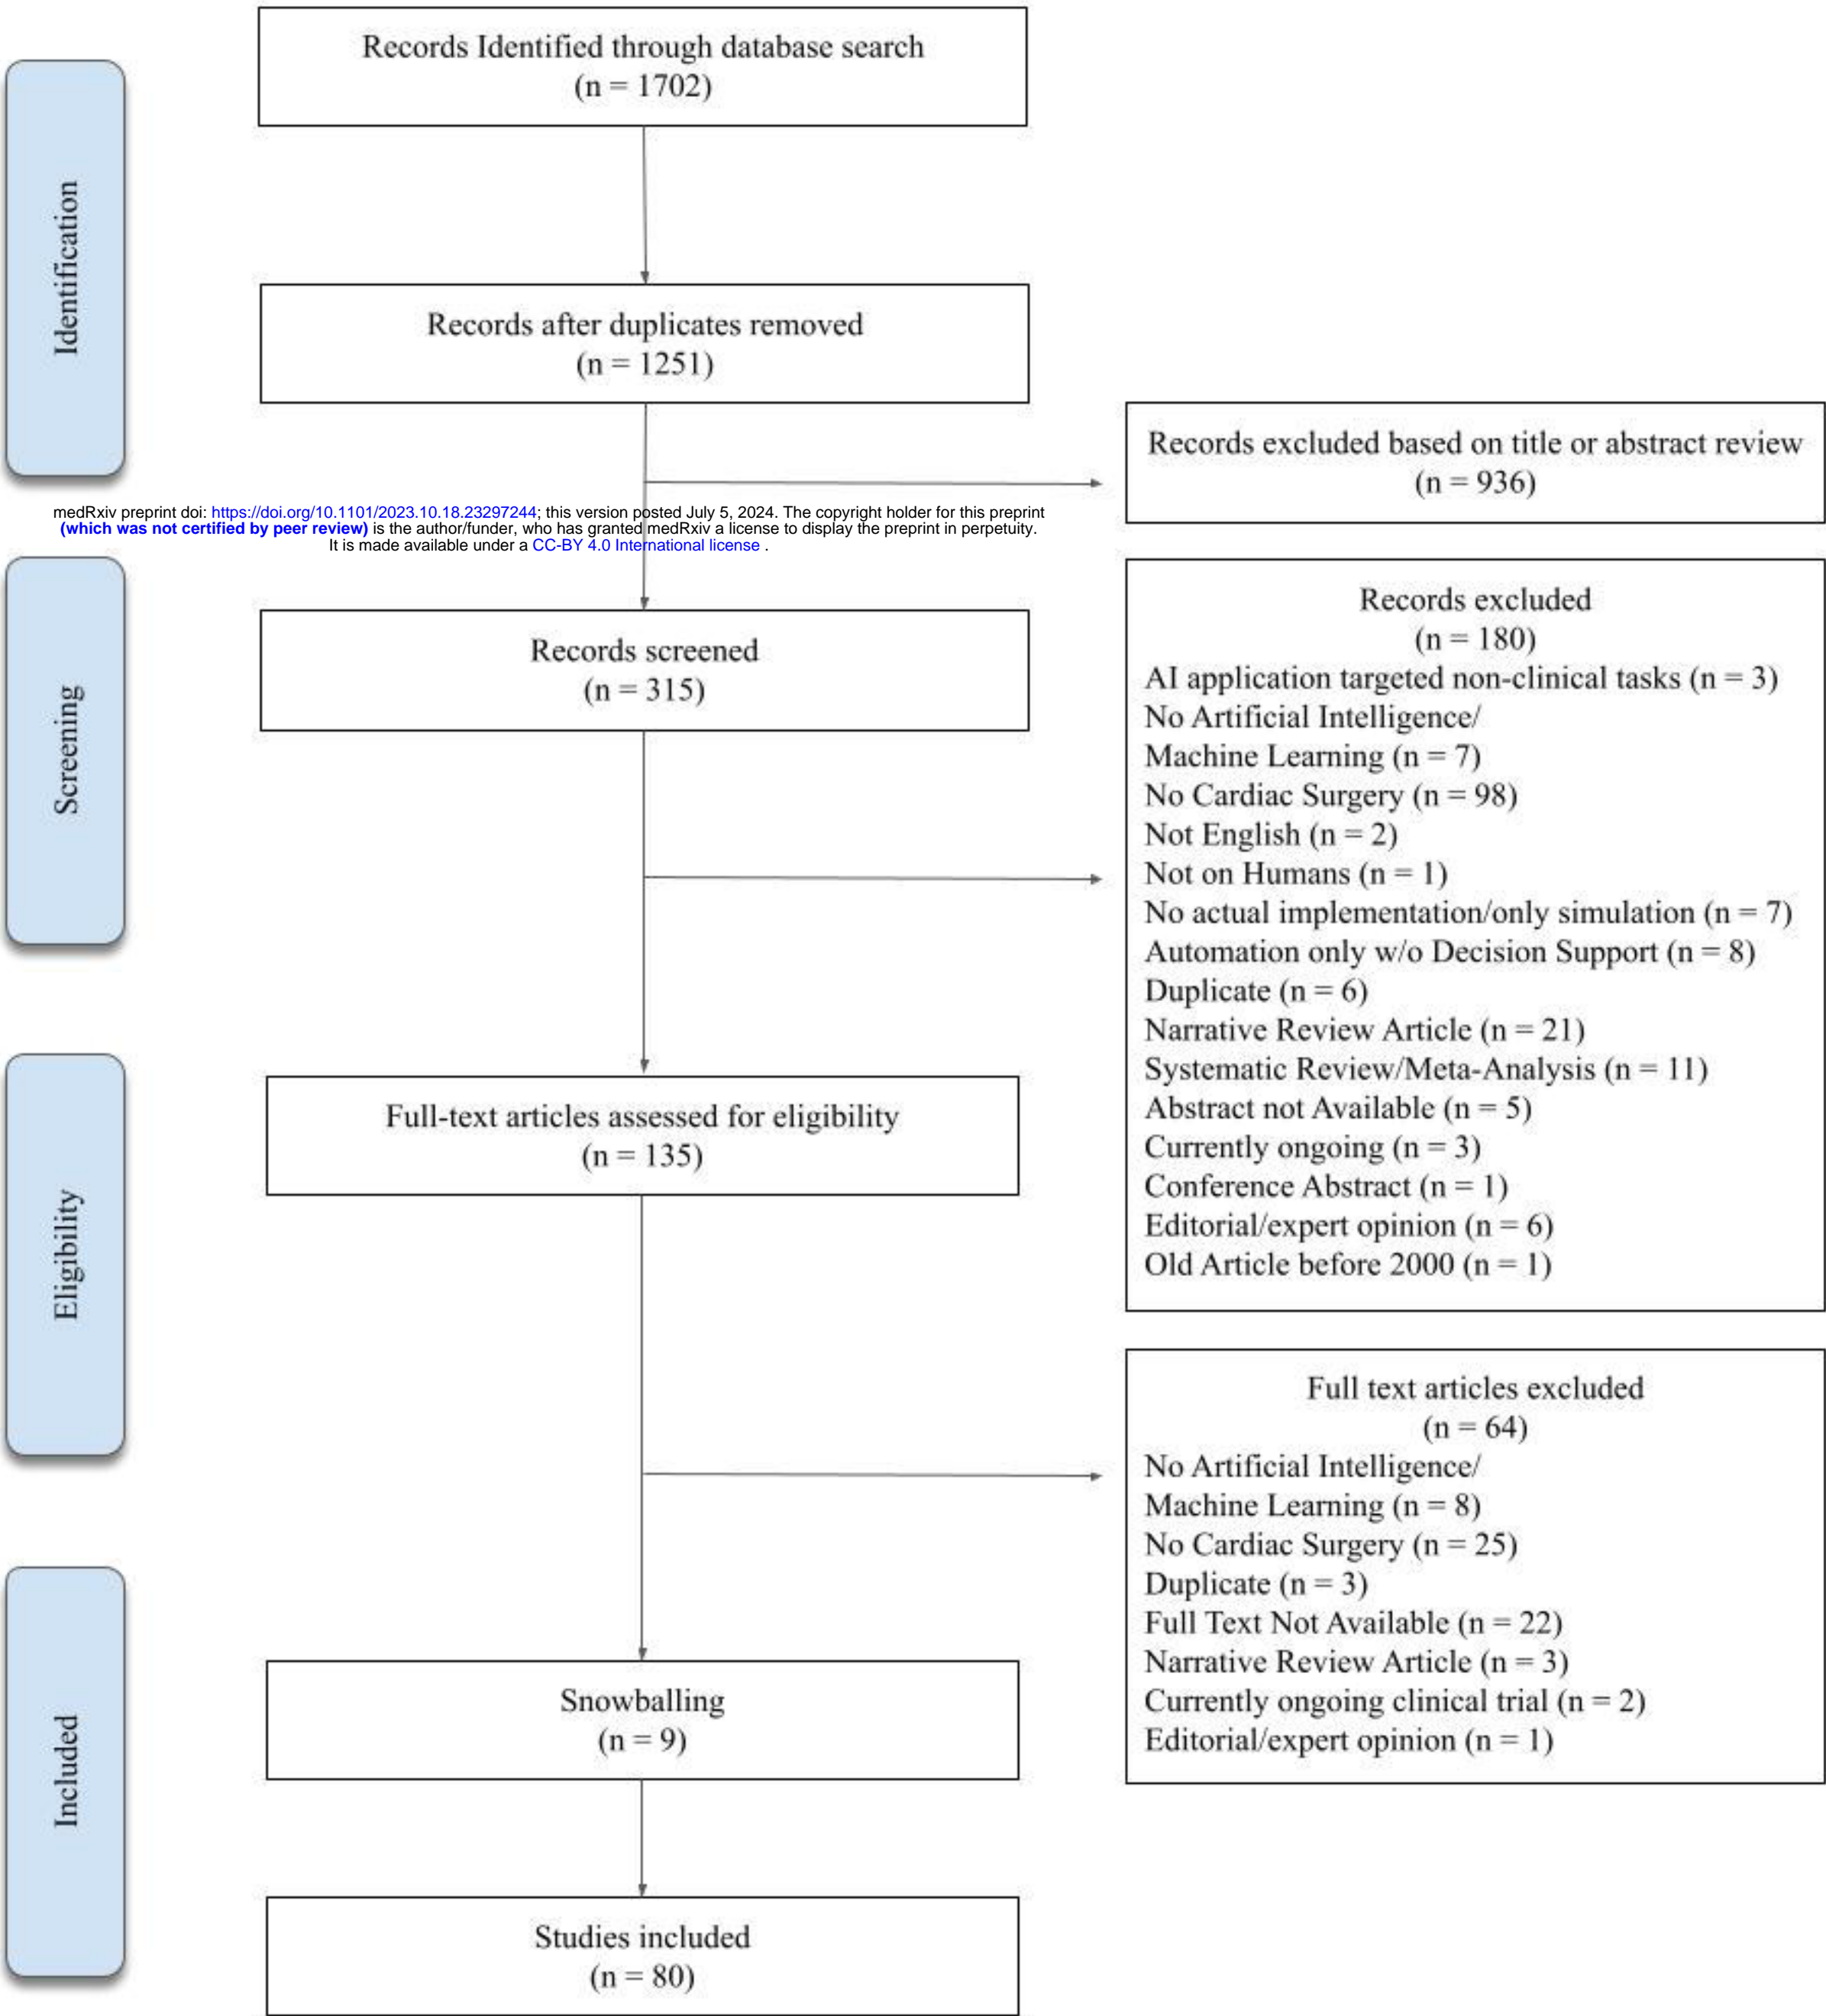 Records Identified through database search
(n = 1702)
Identification
Records after duplicates removed
(n = 1251)
Records excluded based on title or abstract review
(n = 936)
medRxiv preprint doi: https://doi.org/10.1101/2023.10.18.23297244; this version posted July 5, 2024. The copyright holder for this preprint
(which was not certified by peer review) is the author/funder, who has granted medRxiv a license to display the preprint in perpetuity.
It is made available under a CC-BY 4.0 International license .
Screening
Records screened
(n = 315)
Records excluded
(n = 180)
AI application targeted non-clinical tasks (n = 3)
No Artificial Intelligence/
Machine Learning (n = 7)
No Cardiac Surgery (n = 98)
Not English (n = 2)
Not on Humans (n = 1)
No actual implementation/only simulation (n = 7)
Automation only w/o Decision Support (n = 8)
Duplicate (n = 6)
Narrative Review Article (n = 21)
Systematic Review/Meta-Analysis (n = 11)
Abstract not Available (n = 5)
Currently ongoing (n = 3)
Conference Abstract (n = 1)
Editorial/expert opinion (n = 6)
Old Article before 2000 (n = 1)
Eligibility
Full-text articles assessed for eligibility
(n = 135)
Full text articles excluded
(n = 64)
No Artificial Intelligence/
Machine Learning (n = 8)
No Cardiac Surgery (n = 25)
Duplicate (n = 3)
Full Text Not Available (n = 22)
Narrative Review Article (n = 3)
Currently ongoing clinical trial (n = 2)
Editorial/expert opinion (n = 1)
Included
Snowballing
(n = 9)
Studies included
(n = 80)